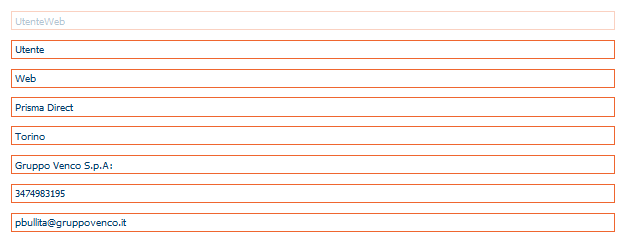 UtenteWeb
Utente
Web
Prisma Direct
Torino
Gruppo Venco S.p.A:
3474983195
pbullita@gruppovenco.it